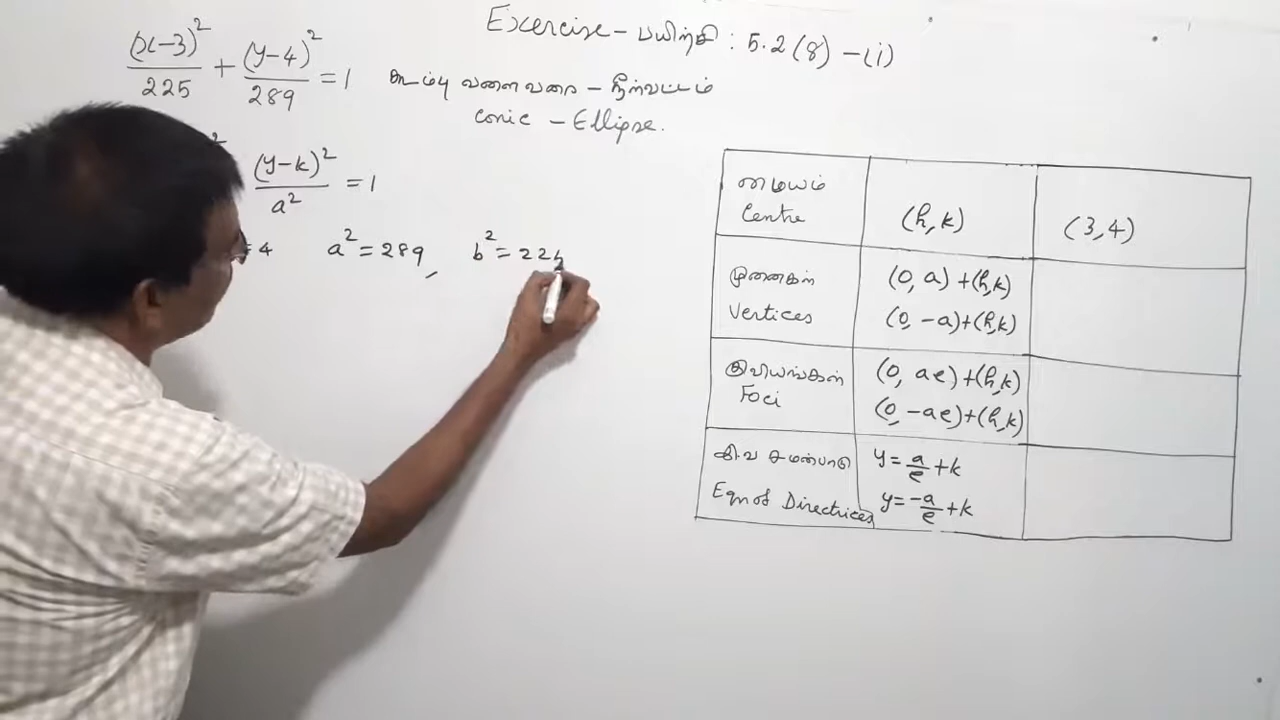 Exercise - பயிற்சி : 5.2(8) - (i)
(x-3)²/225 + (y-4)²/289 = 1
கூம்பு வளைவரை - நீள்வட்டம்
Conic - Ellipse.
(y-k)²/a² = 1
= 4 a² = 289, b² = 225
மையம்
Centre
(h, k)
(3,4)
முனைகள்
Vertices
(0, a) + (h,k)
(0, -a) + (h,k)
குவியங்கள்
Foci
(0, ae) + (h,k)
(0, -ae) + (h,k)
இ.வ சமன்பாடு
Eqn of Directrices
y = a/e + k
y = -a/e + k